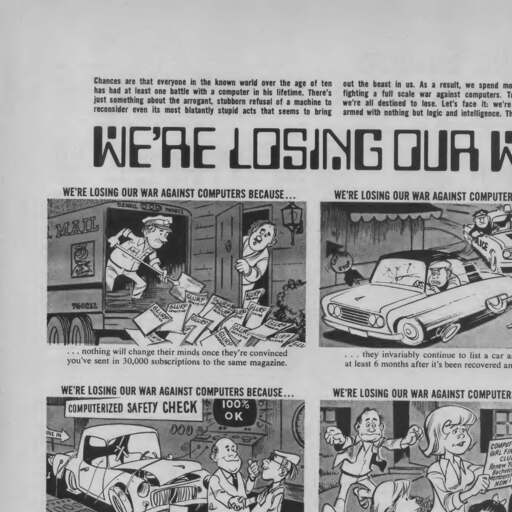 Chances are that everyone in the known world over the age of ten
has had at least one battle with a computer in his lifetime. There's
just something about the arrogant, stubborn refusal of a machine to
reconsider even its most blatantly stupid acts that seems to bring
out the beast in us. As a result, we spend
fighting a full scale war against computers.
we're all destined to lose. Let's face it: we're
armed with nothing but logic and intelligence.
WE'RE LOSING OUR
WE'RE LOSING OUR WAR AGAINST COMPUTERS BECAUSE...
MAIL
BLURF
BLURF
BLURF
BLURF
... nothing will change their minds once they're convinced
you've sent in 30,000 subscriptions to the same magazine.
WE'RE LOSING OUR WAR AGAINST COMPUTER
... they invariably continue to list a car a
at least 6 months after it's been recovered an
WE'RE LOSING OUR WAR AGAINST COMPUTERS BECAUSE...
COMPUTERIZED SAFETY CHECK
100%
OK
WE'RE LOSING OUR WAR AGAINST COMPUTER